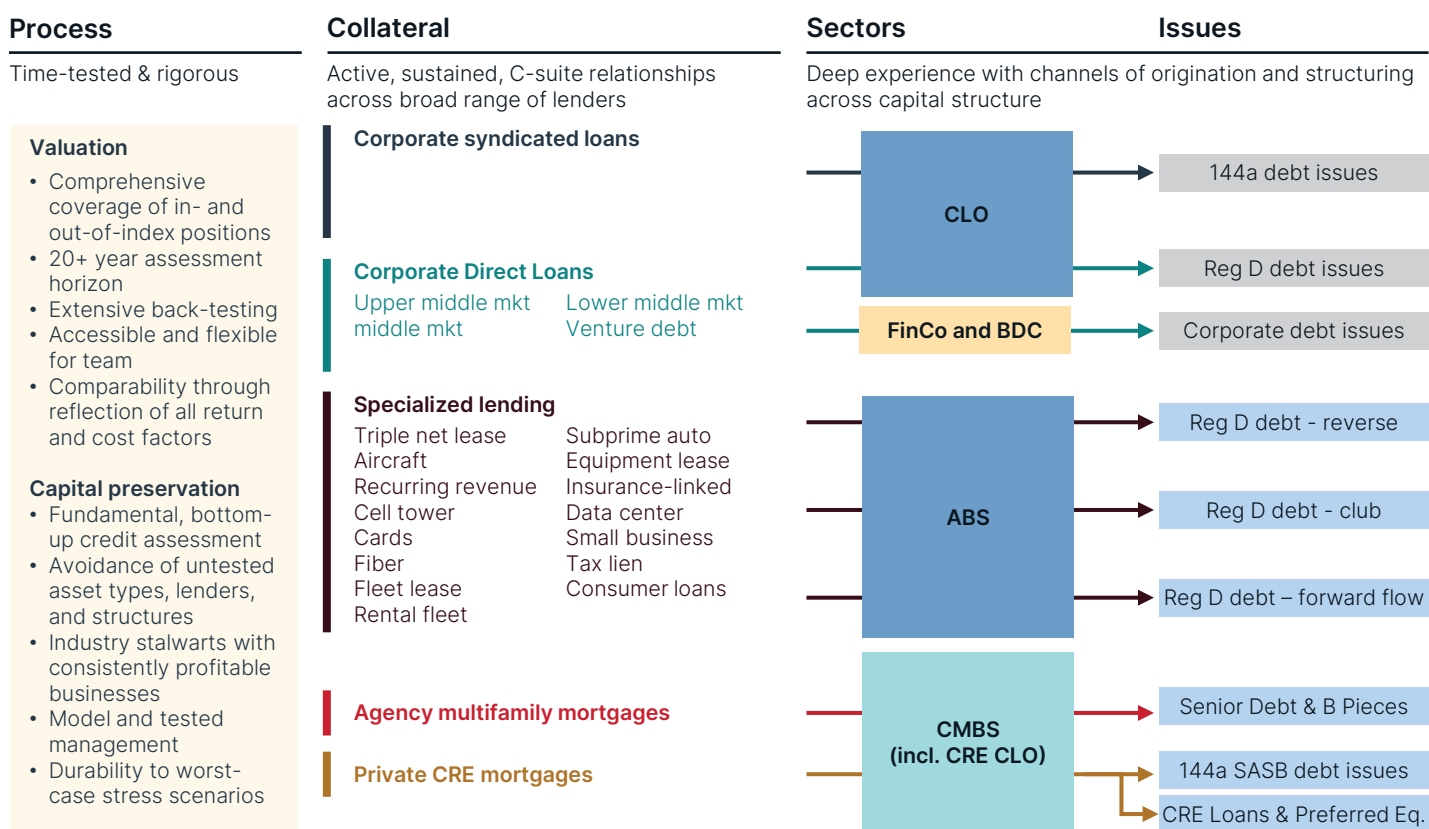 Process
Time-tested & rigorous
Valuation
• Comprehensive
coverage of in- and
out-of-index positions
• 20+ year assessment
horizon
• Extensive back-testing
• Accessible and flexible
for team
• Comparability through
reflection of all return
and cost factors
Capital preservation
• Fundamental, bottom-
up credit assessment
• Avoidance of untested
asset types, lenders,
and structures
• Industry stalwarts with
consistently profitable
businesses
• Model and tested
management
• Durability to worst-
case stress scenarios
Collateral
Active, sustained, C-suite relationships
across broad range of lenders
Corporate syndicated loans
Corporate Direct Loans
Upper middle mkt
middle mkt
Lower middle mkt
Venture debt
Specialized lending
Triple net lease
Aircraft
Recurring revenue
Cell tower
Cards
Fiber
Fleet lease
Rental fleet
Subprime auto
Equipment lease
Insurance-linked
Data center
Small business
Tax lien
Consumer loans
Agency multifamily mortgages
Private CRE mortgages
Sectors
Issues
Deep experience with channels of origination and structuring
across capital structure
CLO
FinCo and BDC
ABS
CMBS
(incl. CRE CLO)
144a debt issues
Reg D debt issues
Corporate debt issues
Reg D debt - reverse
Reg D debt - club
Reg D debt – forward flow
Senior Debt & B Pieces
144a SASB debt issues
CRE Loans & Preferred Eq.